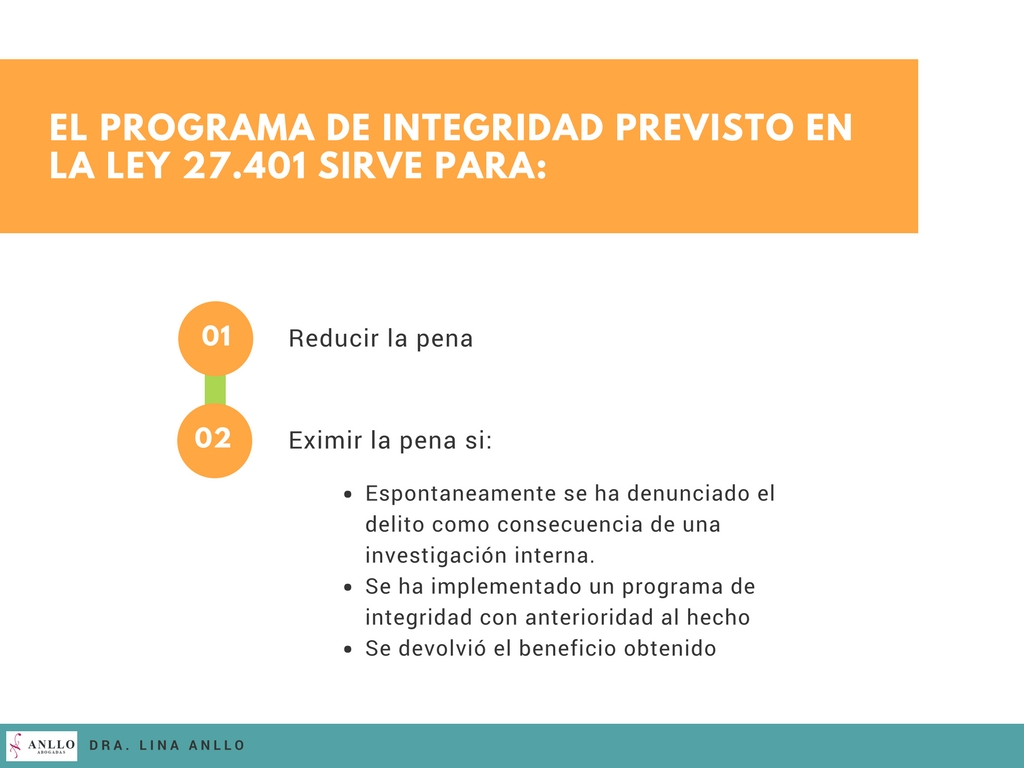 EL PROGRAMA DE INTEGRIDAD PREVISTO EN
LA LEY 27.401 SIRVE PARA:
01
Reducir la pena
02
Eximir la pena si:
• Espontaneamente se ha denunciado el
delito como consecuencia de una
investigación interna.
• Se ha implementado un programa de
integridad con anterioridad al hecho
• Se devolvió el beneficio obtenido
ANLLO
ABOGADAS
DRA. LINA ANLLO